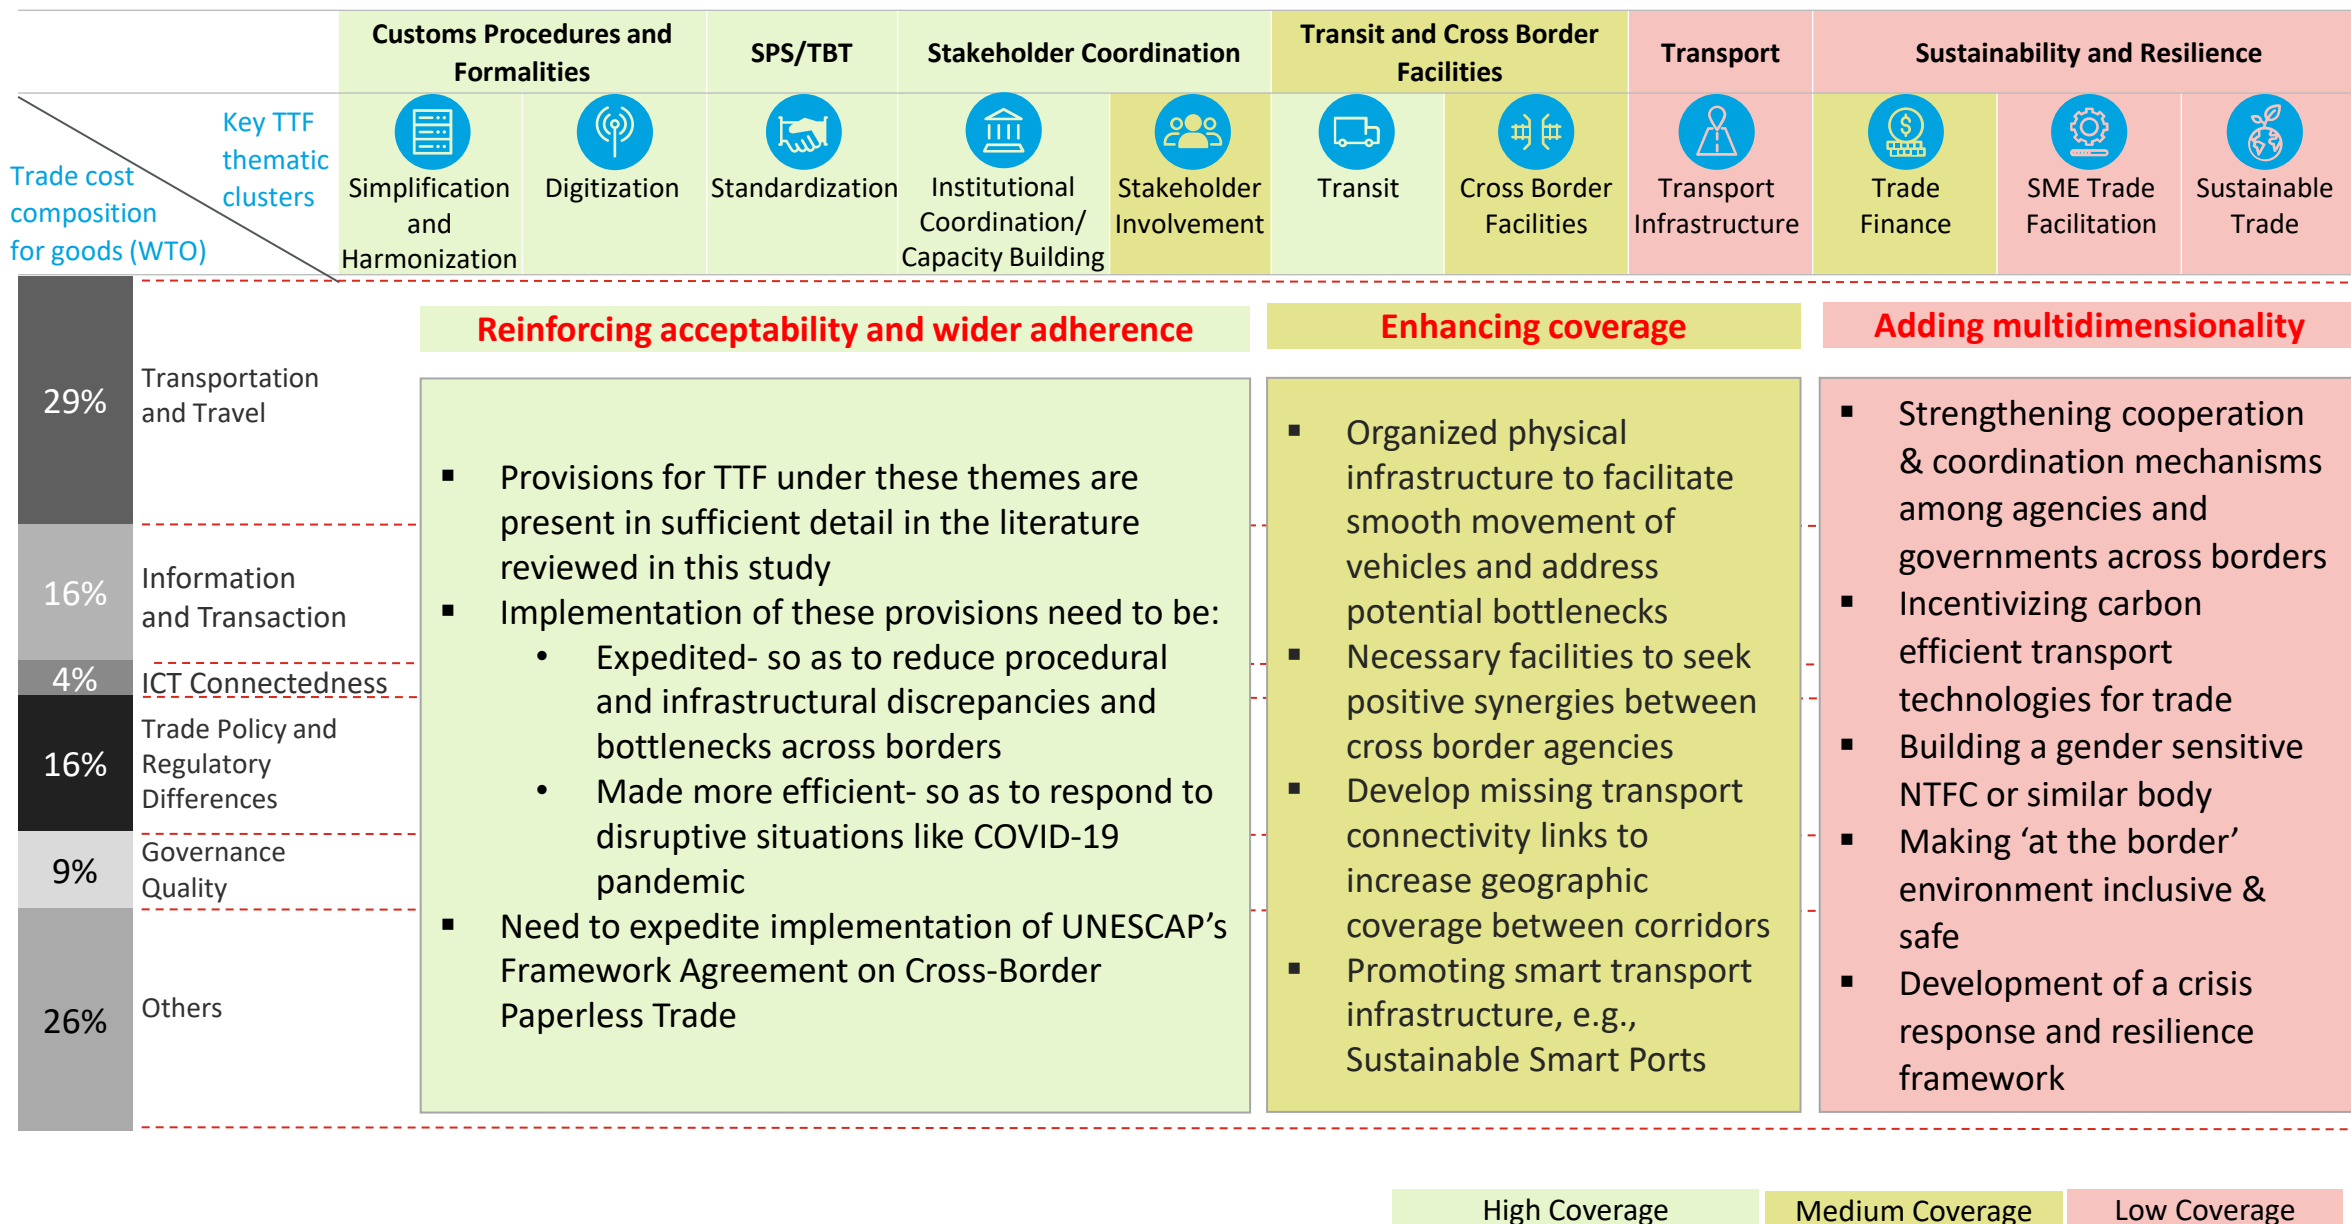 Customs Procedures and
Formalities
SPS/TBT
Stakeholder Coordination
Transit and Cross Border
Facilities
Transport
Sustainability and Resilience
Key TTF
thematic
clusters
Trade cost
composition
for goods (WTO)
Simplification
and
Harmonization
Digitization
Standardization
Institutional
Coordination/
Capacity Building
Stakeholder
Involvement
Transit
Cross Border
Facilities
Transport
Infrastructure
Trade
Finance
SME Trade
Facilitation
Sustainable
Trade
29%
Transportation
and Travel
16%
Information
and Transaction
4%
ICT Connectedness
16%
Trade Policy and
Regulatory
Differences
9%
Governance
Quality
26%
Others
Reinforcing acceptability and wider adherence
▪ Provisions for TTF under these themes are
present in sufficient detail in the literature
reviewed in this study
▪ Implementation of these provisions need to be:
• Expedited- so as to reduce procedural
and infrastructural discrepancies and
bottlenecks across borders
• Made more efficient- so as to respond to
disruptive situations like COVID-19
pandemic
▪ Need to expedite implementation of UNESCAP’s
Framework Agreement on Cross-Border
Paperless Trade
Enhancing coverage
▪ Organized physical
infrastructure to facilitate
smooth movement of
vehicles and address
potential bottlenecks
▪ Necessary facilities to seek
positive synergies between
cross border agencies
▪ Develop missing transport
connectivity links to
increase geographic
coverage between corridors
▪ Promoting smart transport
infrastructure, e.g.,
Sustainable Smart Ports
Adding multidimensionality
▪ Strengthening cooperation
& coordination mechanisms
among agencies and
governments across borders
▪ Incentivizing carbon
efficient transport
technologies for trade
▪ Building a gender sensitive
NTFC or similar body
▪ Making ‘at the border’
environment inclusive &
safe
▪ Development of a crisis
response and resilience
framework
High Coverage
Medium Coverage
Low Coverage